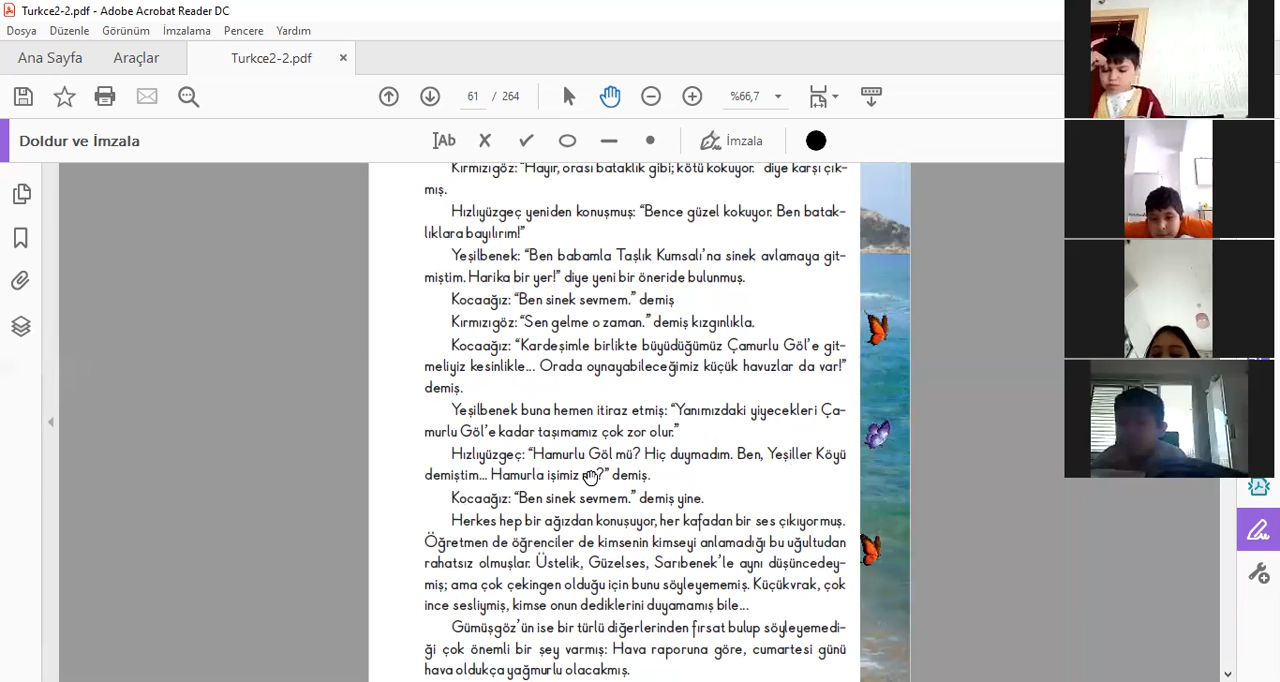 Turkce2-2.pdf - Adobe Acrobat Reader DC
Dosya Düzenle Görünüm İmzalama Pencere Yardım
Ana Sayfa Araçlar Turkce2-2.pdf ×
61 / 264 %66,7
Doldur ve İmzala Ab İmzala
Kırmızıgöz: “Hayır, orası bataklık gibi; kötü kokuyor.” diye karşı çık-
mış.
Hızlıyüzgeç yeniden konuşmuş: “Bence güzel kokuyor. Ben batak-
lıklara bayılırım!”
Yeşilbenek: “Ben babamla Taşlık Kumsalı’na sinek avlamaya git-
miştim. Harika bir yer!” diye yeni bir öneride bulunmuş.
Kocaağız: “Ben sinek sevmem.” demiş
Kırmızıgöz: “Sen gelme o zaman.” demiş kızgınlıkla.
Kocaağız: “Kardeşimle birlikte büyüdüğümüz Çamurlu Göl’e git-
meliyiz kesinlikle... Orada oynayabileceğimiz küçük havuzlar da var!”
demiş.
Yeşilbenek buna hemen itiraz etmiş: “Yanımızdaki yiyecekleri Ça-
murlu Göl’e kadar taşımamız çok zor olur.”
Hızlıyüzgeç: “Hamurlu Göl mü? Hiç duymadım. Ben, Yeşiller Köyü
demiştim... Hamurla işimiz ?” demiş.
Kocaağız: “Ben sinek sevmem.” demiş yine.
Herkes hep bir ağızdan konuşuyor, her kafadan bir ses çıkıyormuş.
Öğretmen de öğrenciler de kimsenin kimseyi anlamadığı bu uğultudan
rahatsız olmuşlar. Üstelik, Güzelses, Sarıbenek’le aynı düşüncedey-
miş; ama çok çekingen olduğu için bunu söyleyememiş. Küçükvrak, çok
ince sesliymiş, kimse onun dediklerini duyamamış bile...
Gümüşgöz’ün ise bir türlü diğerlerinden fırsat bulup söyleyemedi-
ği çok önemli bir şey varmış: Hava raporuna göre, cumartesi günü
hava oldukça yağmurlu olacakmış.